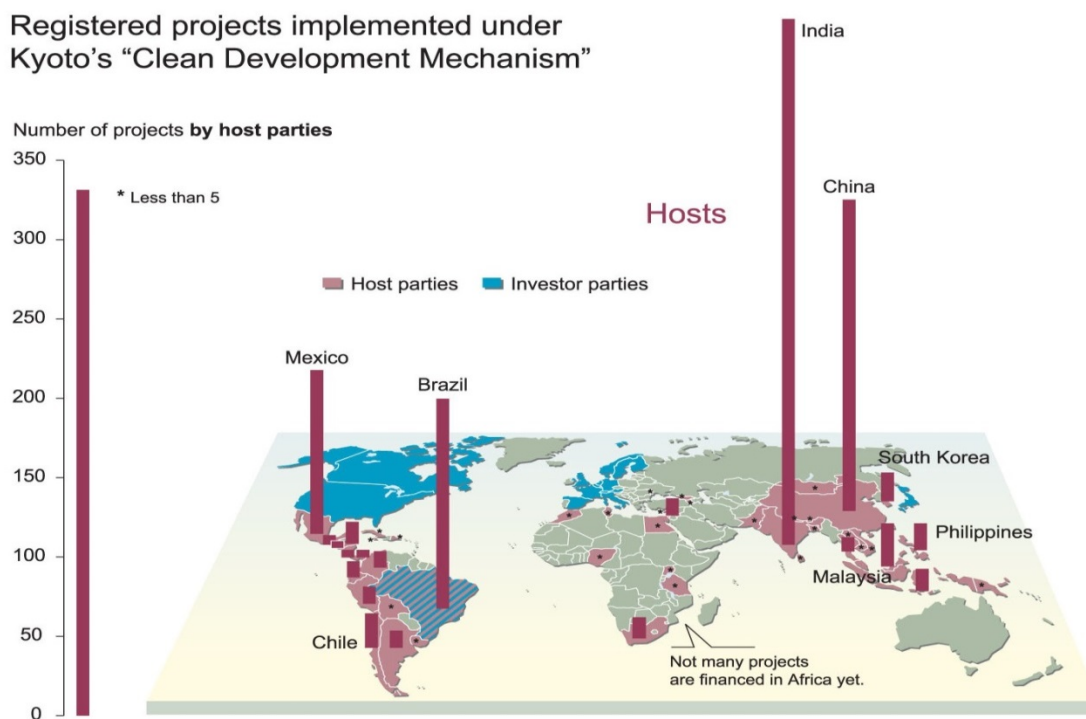 Registered projects implemented under
Kyoto's “Clean Development Mechanism”
Number of projects by host parties
350
300
250
200
150
100
50
0
* Less than 5
Hosts
Host parties
Investor parties
India
China
Mexico
Brazil
South Korea
Philippines
Malaysia
Chile
Not many projects
are financed in Africa yet.